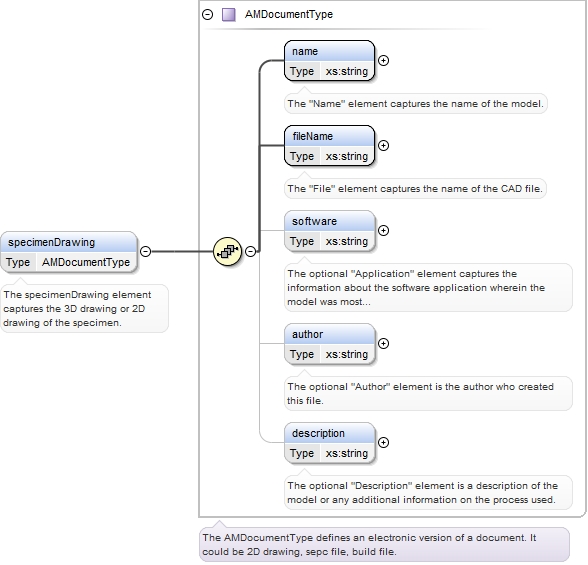 AMDocumentType
name
Type xs:string
The "Name" element captures the name of the model.
fileName
Type xs:string
The "File" element captures the name of the CAD file.
software
Type xs:string
The optional "Application" element captures the
information about the software application wherein the
model was most...
specimenDrawing
Type AMDocumentType
The specimenDrawing element
captures the 3D drawing or 2D
drawing of the specimen.
author
Type xs:string
The optional "Author" element is the author who created
this file.
description
Type xs:string
The optional "Description" element is a description of the
model or any additional information on the process used.
The AMDocumentType defines an electronic version of a document. It
could be 2D drawing, sepc file, build file.